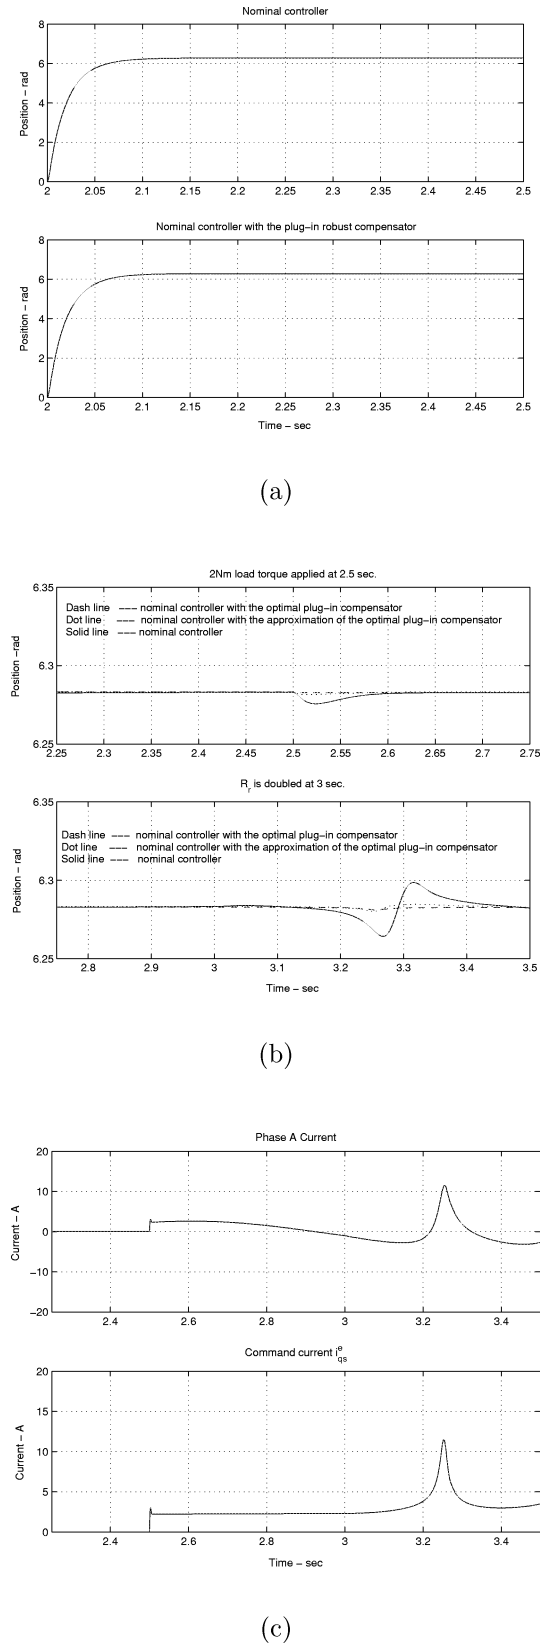 Nominal controller
8
6
4
2
0
Position – rad
2 2.05 2.1 2.15 2.2 2.25 2.3 2.35 2.4 2.45 2.5
Nominal controller with the plug–in robust compensator
8
6
4
2
0
Position – rad
2 2.05 2.1 2.15 2.2 2.25 2.3 2.35 2.4 2.45 2.5
Time – sec
(a)
2Nm load torque applied at 2.5 sec.
6.35
6.3
6.25
Position –rad
Dash line ––– nominal controller with the optimal plug–in compensator
Dot line ––– nominal controller with the approximation of the optimal plug–in compensator
Solid line ––– nominal controller
2.25 2.3 2.35 2.4 2.45 2.5 2.55 2.6 2.65 2.7 2.75
R_r is doubled at 3 sec.
6.35
6.3
6.25
Position – rad
Dash line ––– nominal controller with the optimal plug–in compensator
Dot line ––– nominal controller with the approximation of the optimal plug–in compensator
Solid line ––– nominal controller
2.8 2.9 3 3.1 3.2 3.3 3.4 3.5
Time – sec
(b)
Phase A Current
20
10
0
−10
−20
Current – A
2.4 2.6 2.8 3 3.2 3.4
Command current i_qs^e
20
15
10
5
0
Current – A
2.4 2.6 2.8 3 3.2 3.4
Time – sec
(c)